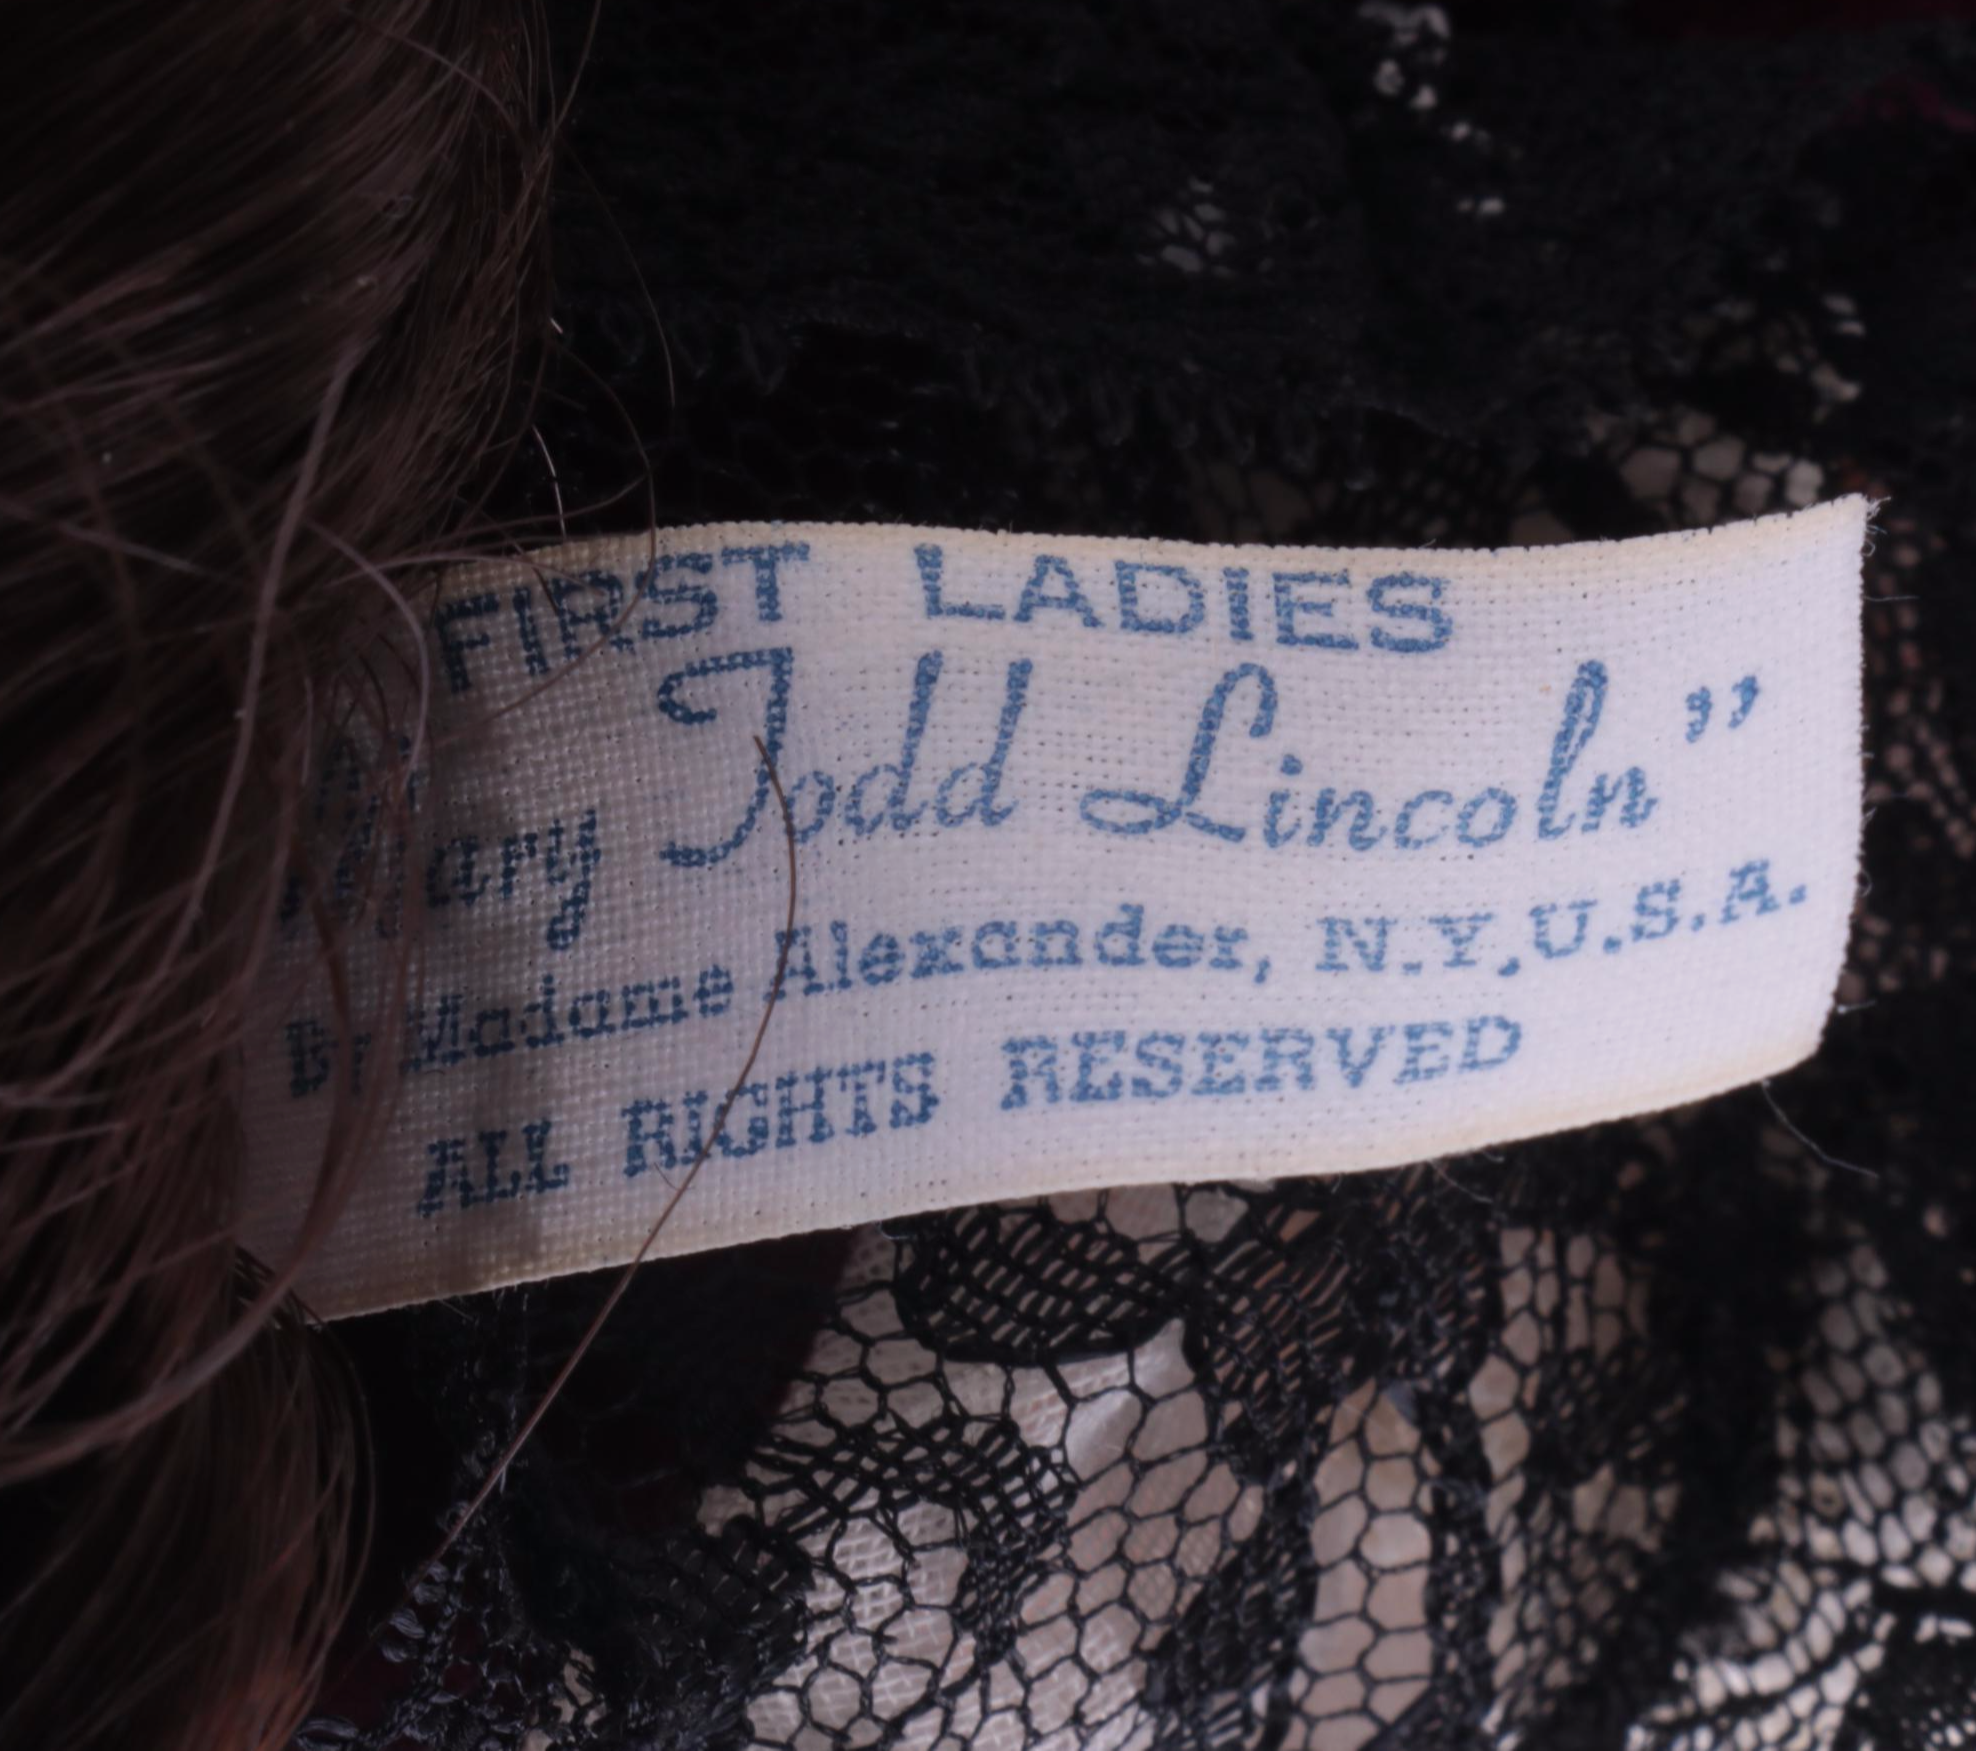 FIRST LADIES
Mary Todd Lincoln”
By Madame Alexander, N.Y.,U.S.A.
ALL RIGHTS RESERVED